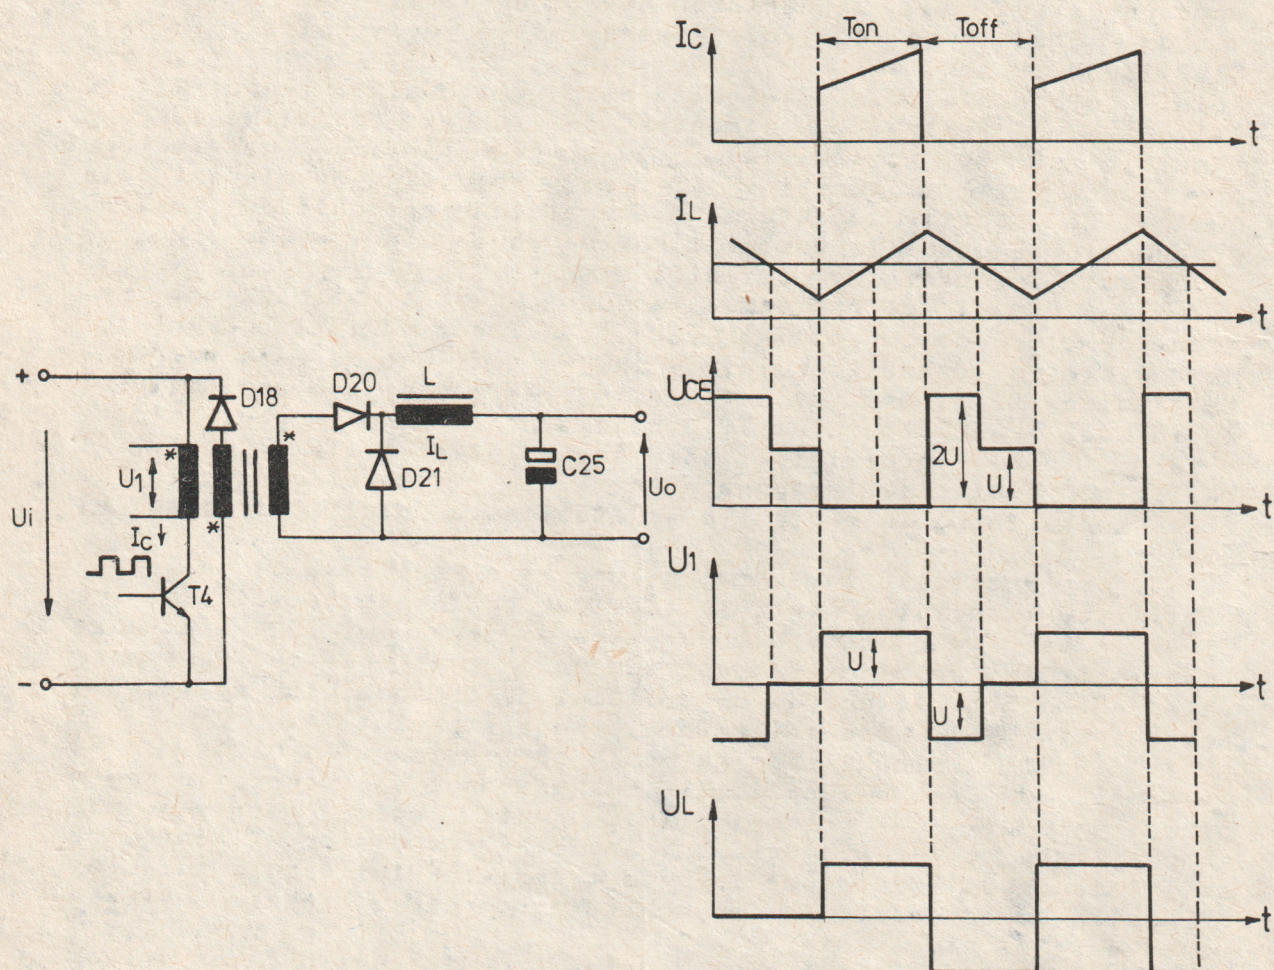 +
D18
*
U1
*
*
Ui
IC
T4
-
D20
L
IL
D21
C25
Uo
IC
Ton
Toff
t
IL
t
UCE
2U
U
t
U1
U
U
t
UL
t